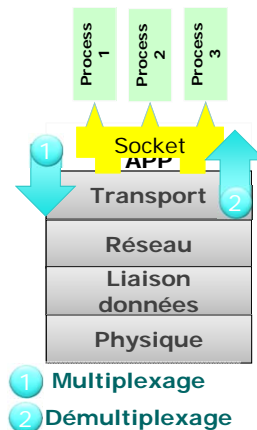 Process 1
Process 2
Process 3
1
Socket
APP
Transport
2
Réseau
Liaison
données
Physique
1 Multiplexage
2 Démultiplexage